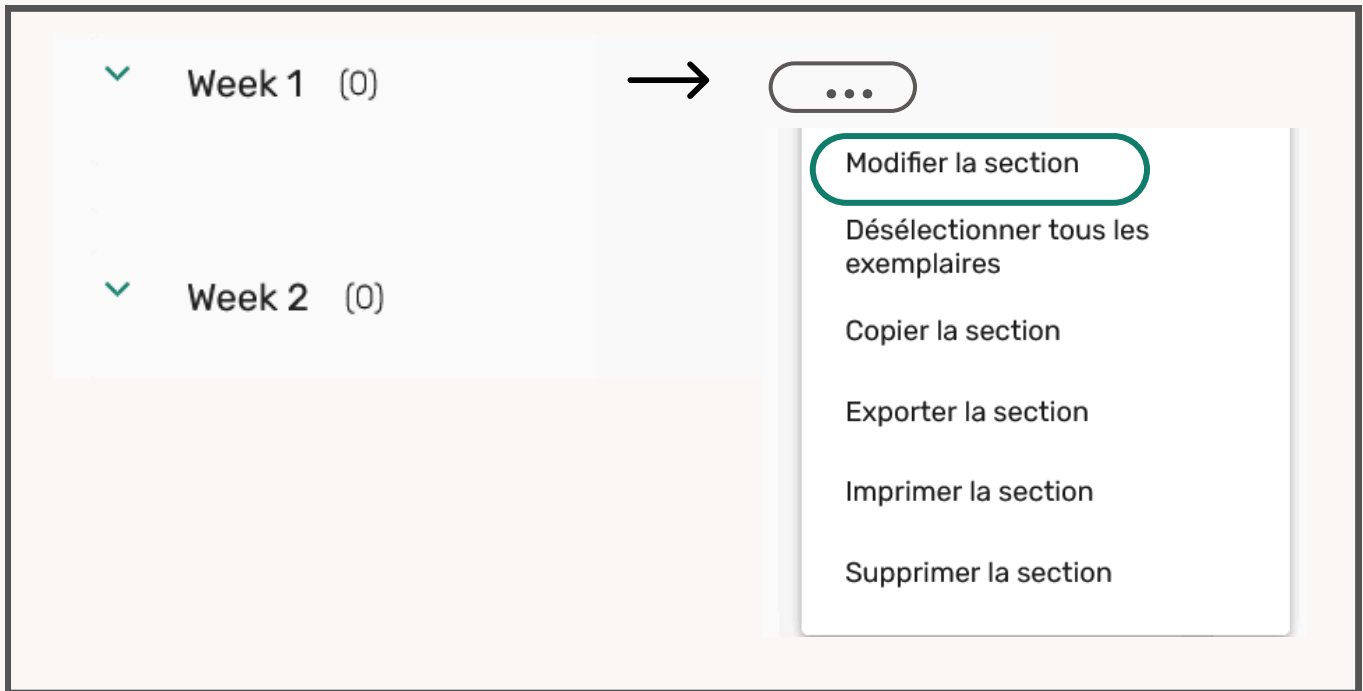 Week 1 (0)
...
Modifier la section
Désélectionner tous les
exemplaires
Week 2 (0)
Copier la section
Exporter la section
Imprimer la section
Supprimer la section